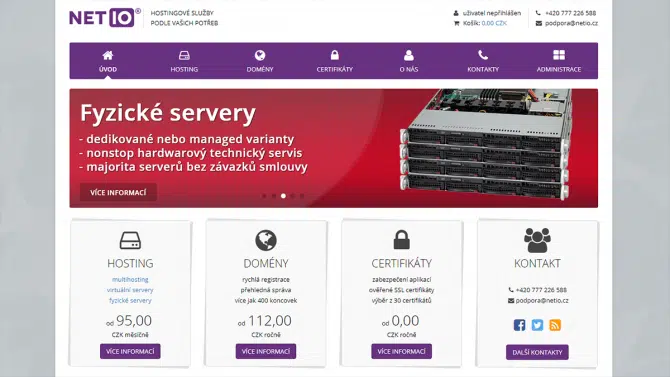 NETIO®
HOSTINGOVÉ SLUŽBY
PODLE VAŠICH POTŘEB
uživatel nepřihlášen
Košík: 0.00 CZK
+420 777 226 588
podpora@netio.cz
ÚVOD
HOSTING
DOMÉNY
CERTIFIKÁTY
O NÁS
KONTAKTY
ADMINISTRACE
Fyzické servery
- dedikované nebo managed varianty
- nonstop hardwarový technický servis
- majorita serverů bez závazků smlouvy
VÍCE INFORMACÍ
HOSTING
multihosting
virtuální servery
fyzické servery
od 95,00
CZK měsíčně
VÍCE INFORMACÍ
DOMÉNY
rychlá registrace
přehledná správa
více jak 400 koncovek
od 112,00
CZK ročně
VÍCE INFORMACÍ
CERTIFIKÁTY
zabezpečení aplikací
ověřené SSL certifikáty
výběr z 30 certifikátů
od 0,00
CZK ročně
VÍCE INFORMACÍ
KONTAKT
+420 777 226 588
podpora@netio.cz
DALŠÍ KONTAKTY